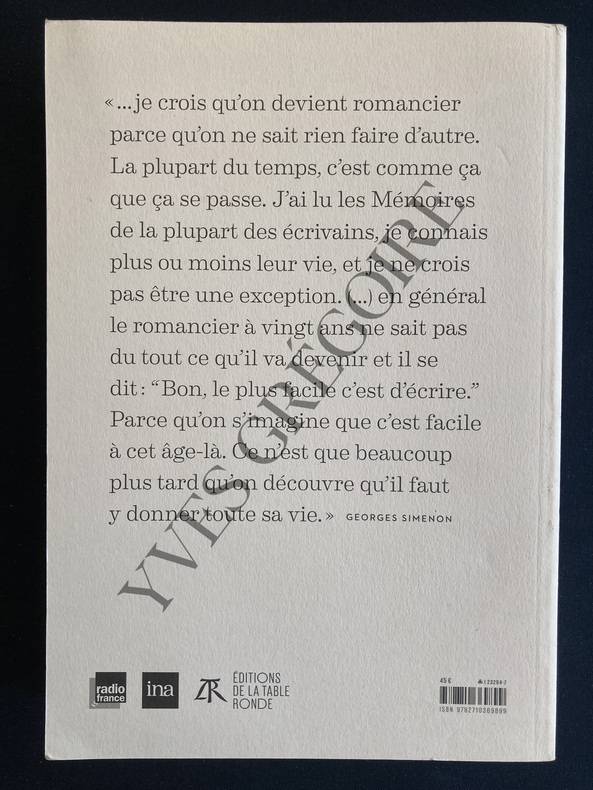 « ...je crois qu'on devient romancier
parce qu'on ne sait rien faire d'autre.
La plupart du temps, c'est comme ça
que ça se passe. J'ai lu les Mémoires
de la plupart des écrivains, je connais
plus ou moins leur vie, et je ne crois
pas être une exception. (...) en général
le romancier à vingt ans ne sait pas
du tout ce qu'il va devenir et il se
dit : “Bon, le plus facile c'est d'écrire.”
Parce qu'on s'imagine que c'est facile
à cet âge-là. Ce n'est que beaucoup
plus tard qu'on découvre qu'il faut
y donner toute sa vie. » GEORGES SIMENON
YVES GRÉGOIRE
radio
france
ina
ÉDITIONS
DE LA TABLE
RONDE
45 €
ISBN 9782710369899